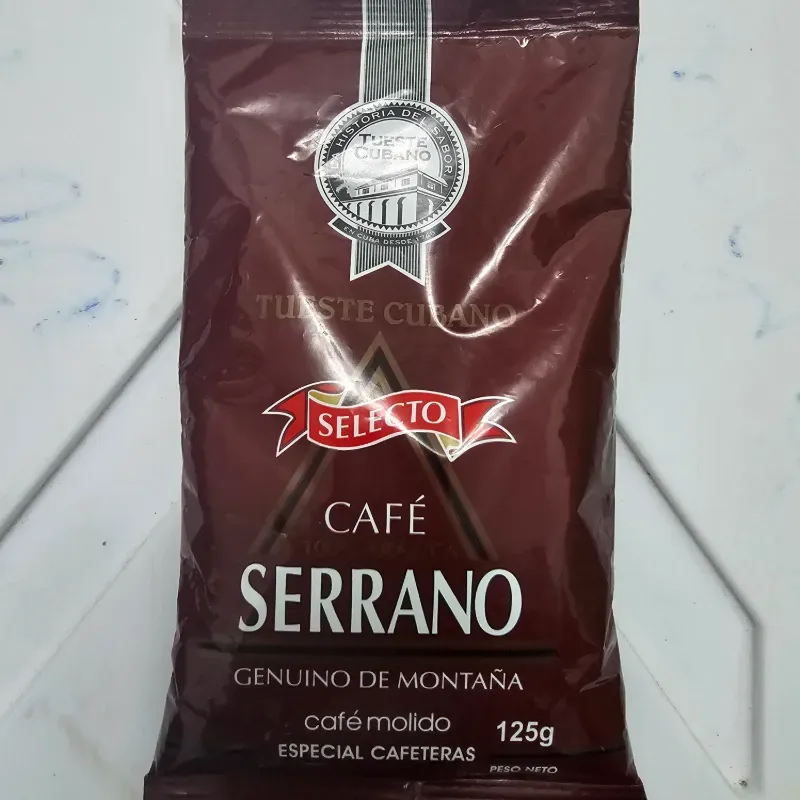 LA HISTORIA DEL SABOR
TUESTE
CUBANO
EN CUBA DESDE
TUESTE CUBANO
SELECTO
CAFÉ
SERRANO
GENUINO DE MONTAÑA
café molido
125g
ESPECIAL CAFETERAS
PESO NETO